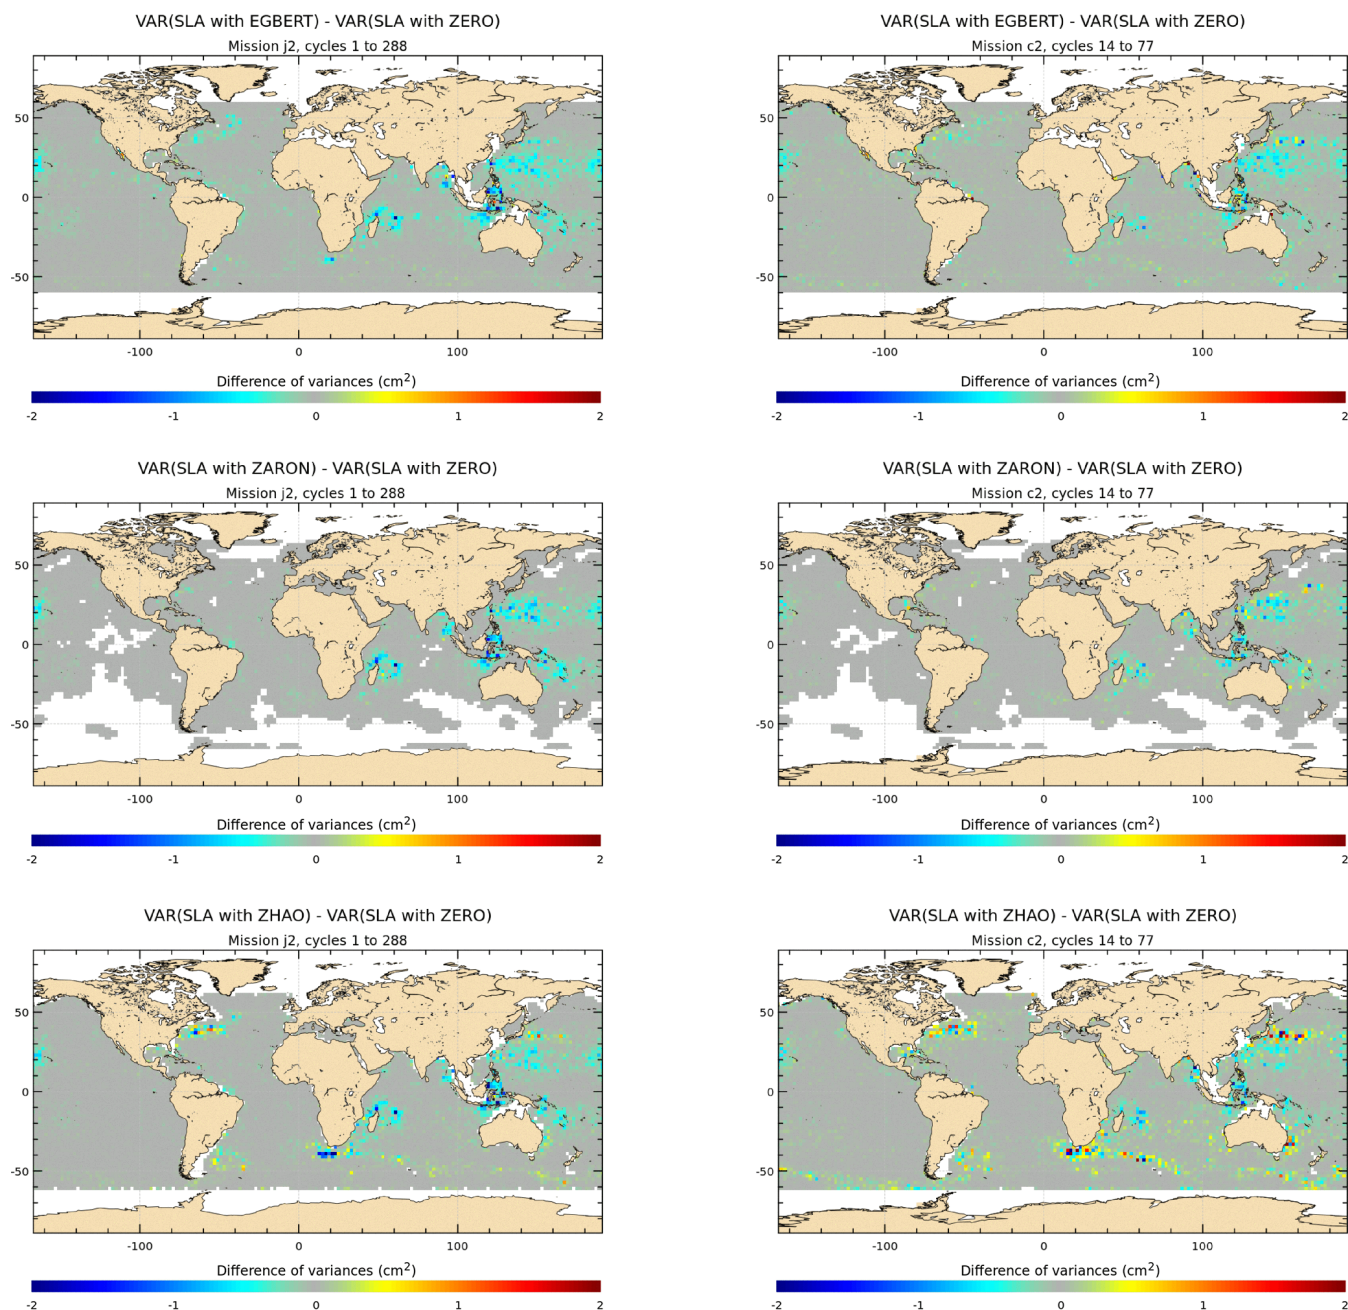 VAR(SLA with EGBERT) - VAR(SLA with ZERO)
Mission j2, cycles 1 to 288
50
0
-50
-100 0 100
Difference of variances (cm²)
-2 -1 0 1 2
VAR(SLA with EGBERT) - VAR(SLA with ZERO)
Mission c2, cycles 14 to 77
50
0
-50
-100 0 100
Difference of variances (cm²)
-2 -1 0 1 2
VAR(SLA with ZARON) - VAR(SLA with ZERO)
Mission j2, cycles 1 to 288
50
0
-50
-100 0 100
Difference of variances (cm²)
-2 -1 0 1 2
VAR(SLA with ZARON) - VAR(SLA with ZERO)
Mission c2, cycles 14 to 77
50
0
-50
-100 0 100
Difference of variances (cm²)
-2 -1 0 1 2
VAR(SLA with ZHAO) - VAR(SLA with ZERO)
Mission j2, cycles 1 to 288
50
0
-50
-100 0 100
Difference of variances (cm²)
-2 -1 0 1 2
VAR(SLA with ZHAO) - VAR(SLA with ZERO)
Mission c2, cycles 14 to 77
50
0
-50
-100 0 100
Difference of variances (cm²)
-2 -1 0 1 2